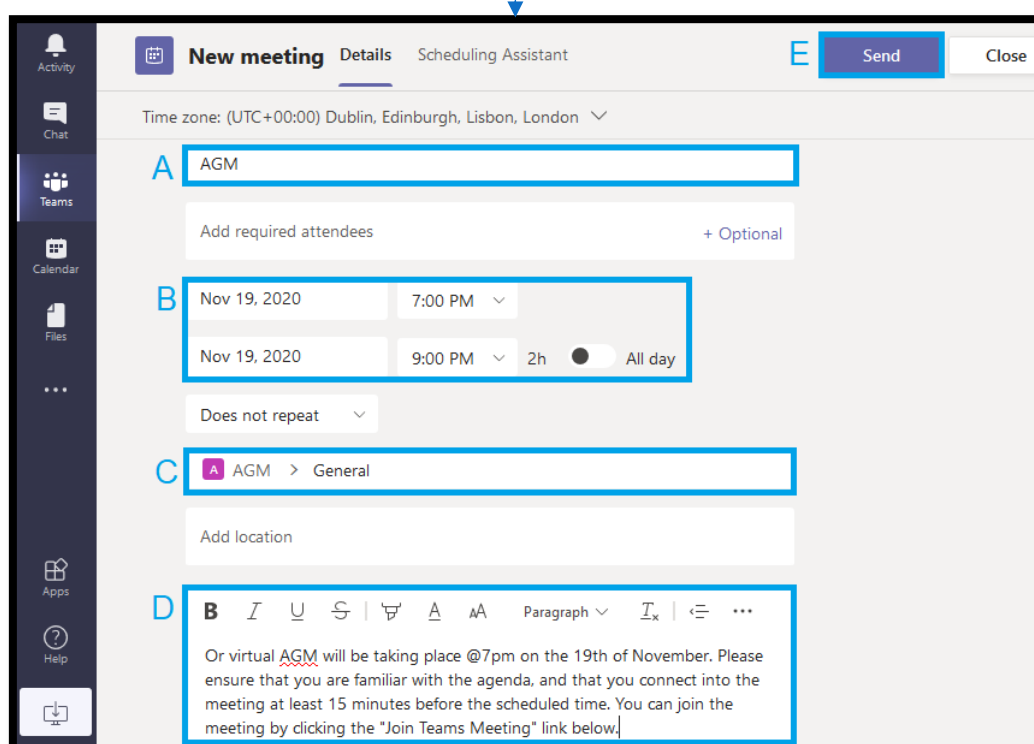 Activity
New meeting Details Scheduling Assistant E Send Close
Chat
Time zone: (UTC+00:00) Dublin, Edinburgh, Lisbon, London
A AGM
Teams
Add required attendees + Optional
Calendar
B Nov 19, 2020 7:00 PM
Files
Nov 19, 2020 9:00 PM 2h All day
Does not repeat
C A AGM > General
Add location
Apps
D B I U S A AA Paragraph Tx
Help
Or virtual AGM will be taking place @7pm on the 19th of November. Please
ensure that you are familiar with the agenda, and that you connect into the
meeting at least 15 minutes before the scheduled time. You can join the
meeting by clicking the "Join Teams Meeting" link below.